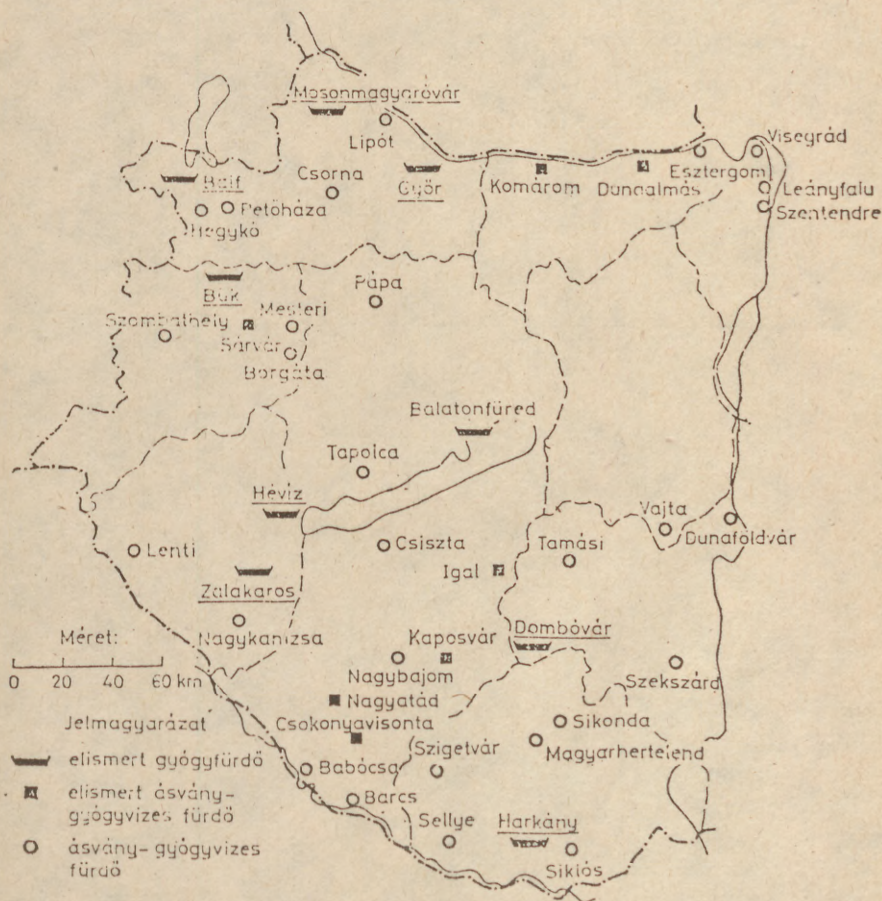 Mosonmagyaróvár
Lipót
Visegrád
Balf
Csorna
Győr
Komárom
Dunaalmás
Esztergom
Leányfalu
Szentendre
Petőháza
Hegykő
Bük
Pápa
Szombathely
Mesteri
Sárvár
Borgáta
Balatonfüred
Tapolca
Hévíz
Vajta
Lenti
Csiszta
Tamási
Dunaföldvár
Igal
Zalakaros
Nagykanizsa
Kaposvár
Dombóvár
Méret:
0 20 40 60 km
Nagybajom
Szekszárd
Nagyatád
Jelmagyarázat
Csokonyavisonta
Sikonda
elismert gyógyfürdő
Szigetvár
Magyarhertelend
Babócsa
elismert ásvány-
gyógyvizes fürdő
Barcs
Sellye
Harkány
ásvány-gyógyvizes
fürdő
Siklós